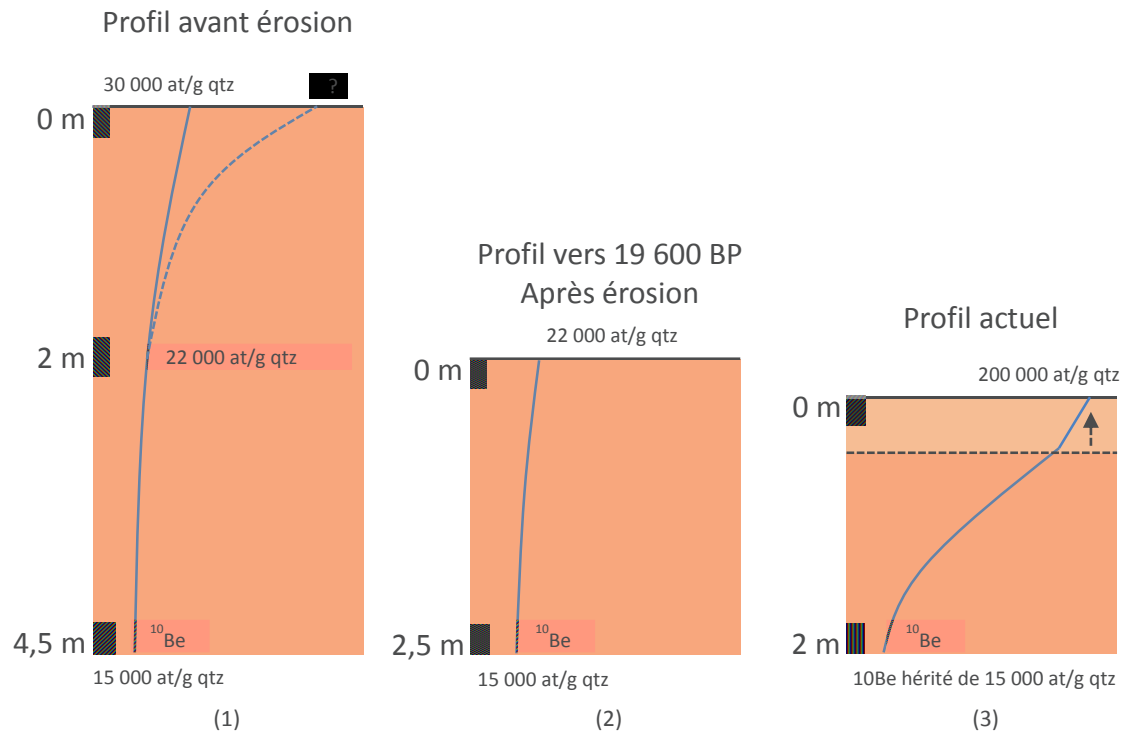 Profil avant érosion
30 000 at/g qtz
?
0 m
2 m
22 000 at/g qtz
4,5 m
10Be
15 000 at/g qtz
(1)
Profil vers 19 600 BP
Après érosion
22 000 at/g qtz
0 m
2,5 m
10Be
15 000 at/g qtz
(2)
Profil actuel
200 000 at/g qtz
0 m
2 m
10Be
10Be hérité de 15 000 at/g qtz
(3)